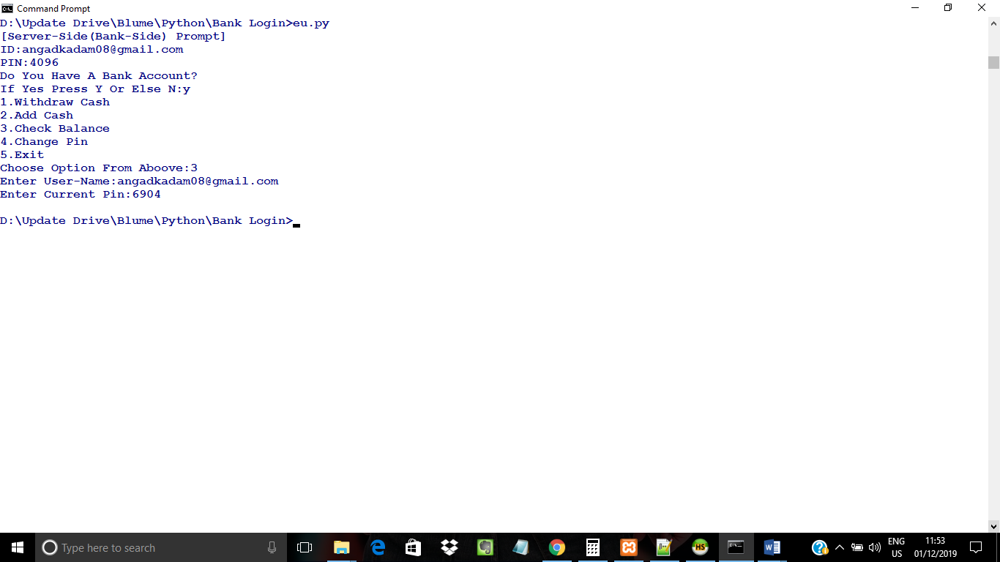 Command Prompt
D:\Update Drive\Blume\Python\Bank Login>eu.py
[Server-Side(Bank-Side) Prompt]
ID:angadkadam08@gmail.com
PIN:4096
Do You Have A Bank Account?
If Yes Press Y Or Else N:y
1.Withdraw Cash
2.Add Cash
3.Check Balance
4.Change Pin
5.Exit
Choose Option From Aboove:3
Enter User-Name:angadkadam08@gmail.com
Enter Current Pin:6904
D:\Update Drive\Blume\Python\Bank Login>
Type here to search
HS
ENG
US
11:53
01/12/2019